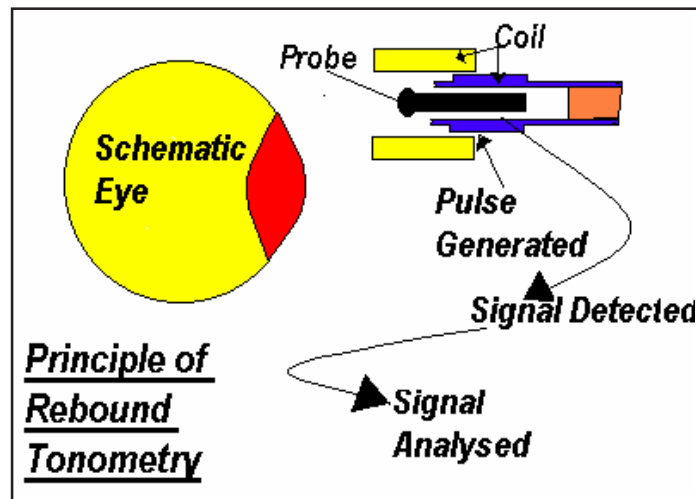 Coil
Probe
Schematic
Eye
Pulse
Generated
Signal Detected
Principle of
Rebound
Tonometry
Signal
Analysed